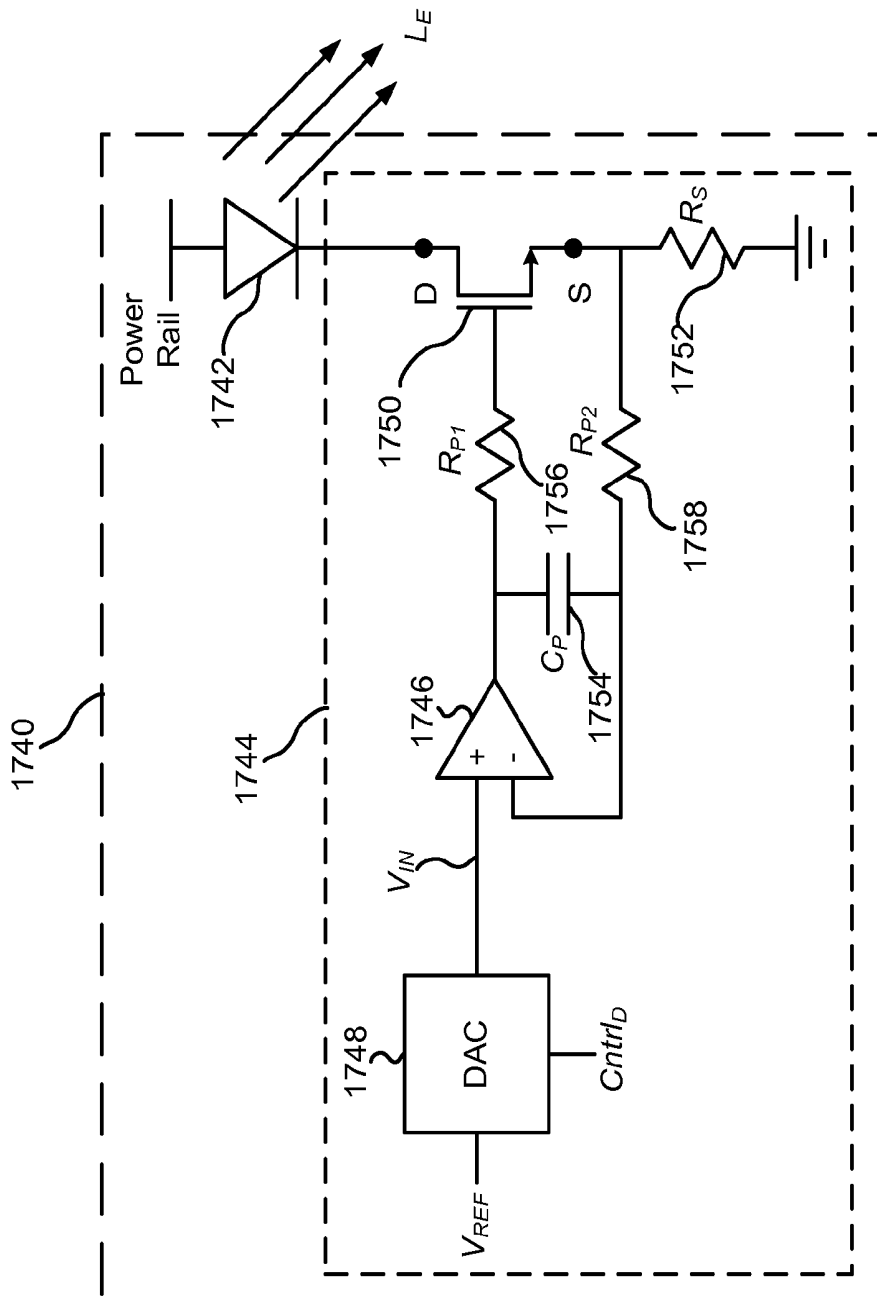 1740
1744
Power
Rail
1742
L_E
D
1750
S
R_S
1752
R_P1
1756
R_P2
1758
C_P
1754
1746
+
-
V_IN
1748
DAC
V_REF
Cntrl_D